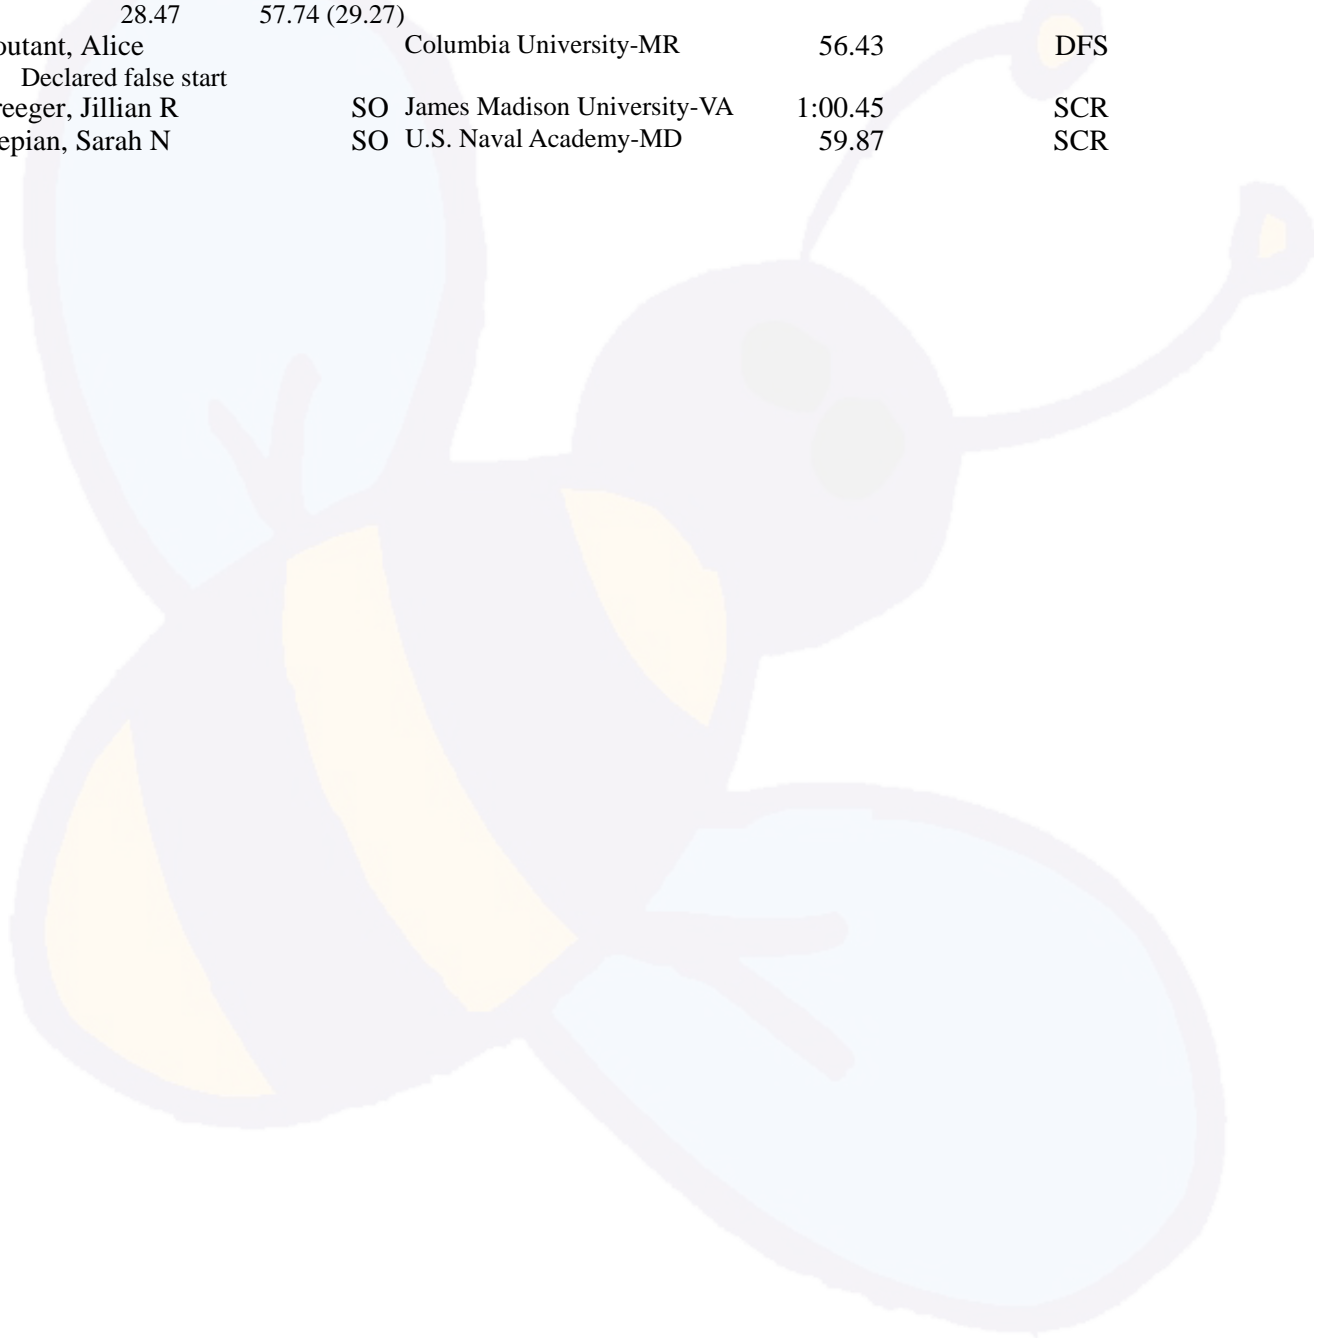 28.47 57.74 (29.27)
outant, Alice Columbia University-MR 56.43 DFS
Declared false start
reeger, Jillian R SO James Madison University-VA 1:00.45 SCR
epian, Sarah N SO U.S. Naval Academy-MD 59.87 SCR